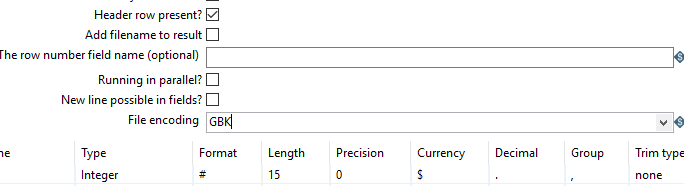 Header row present?
Add filename to result
The row number field name (optional)
Running in parallel?
New line possible in fields?
File encoding GBK
Type Format Length Precision Currency Decimal Group Trim type
Integer # 15 0 $ . , none